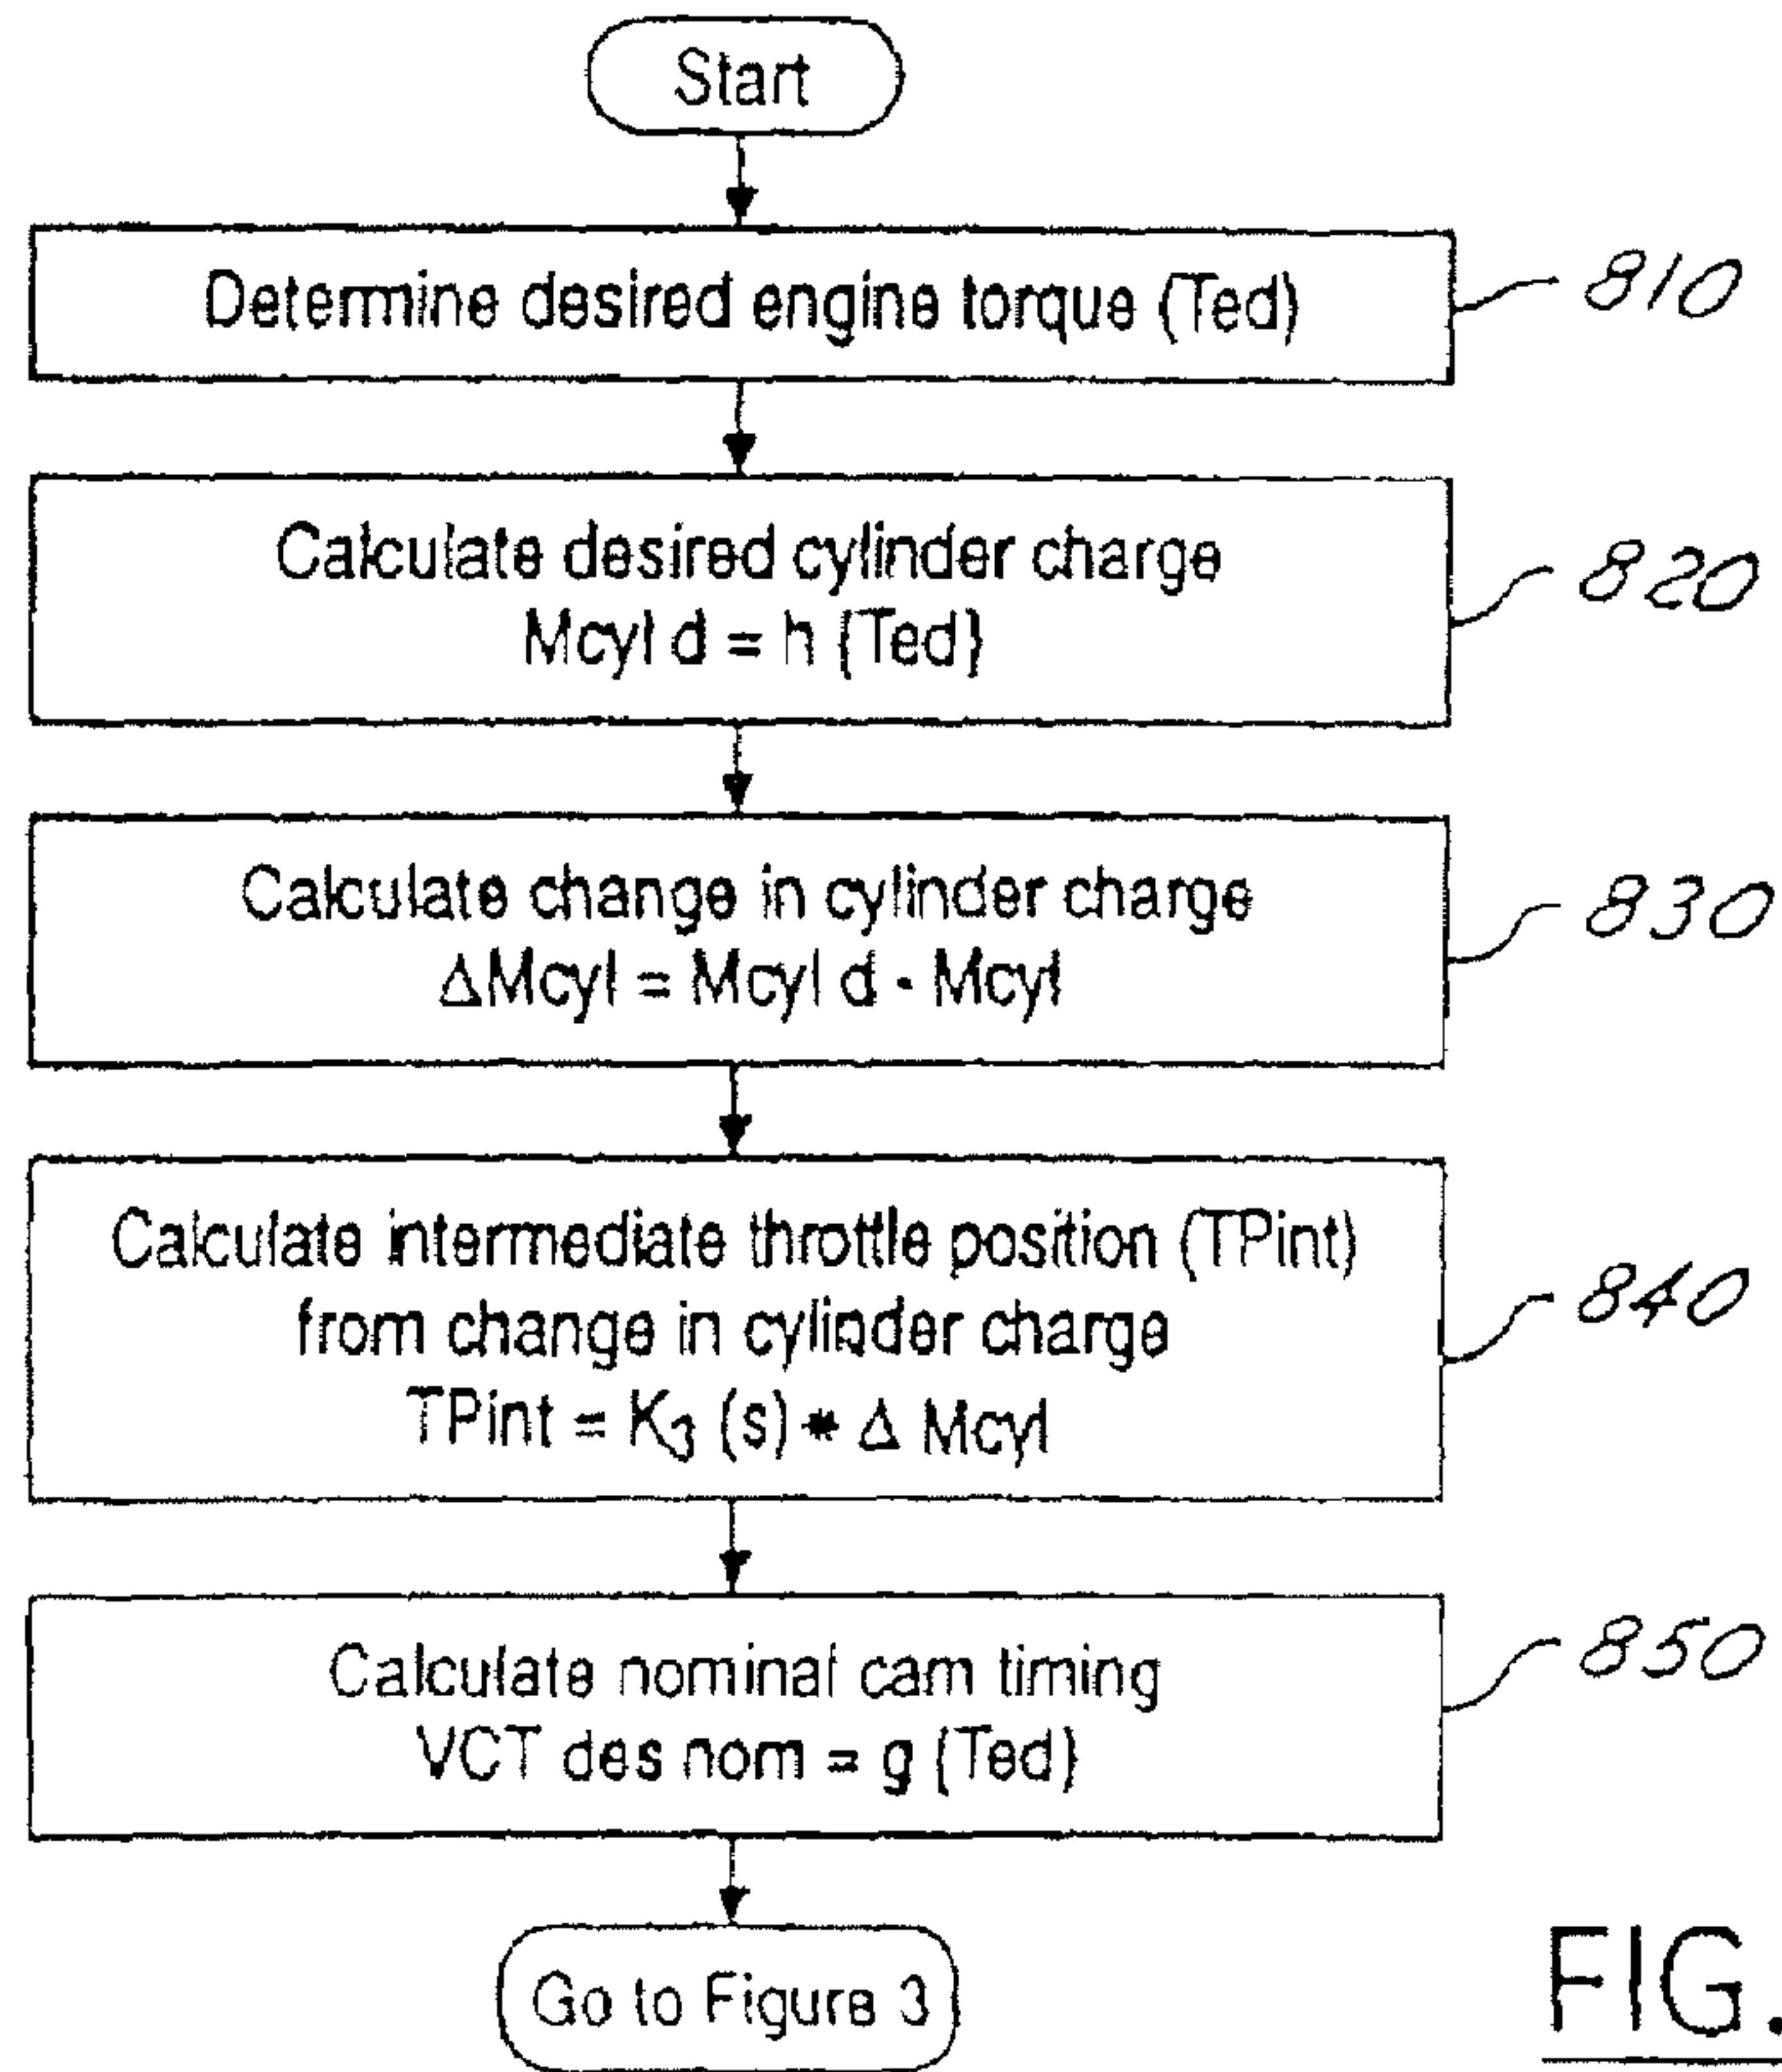 Start
Determine desired engine torque (Ted)
810
Calculate desired cylinder charge
Mcyl d = h (Ted)
820
Calculate change in cylinder charge
ΔMcyl = Mcyl d - Mcyl
830
Calculate intermediate throttle position (TPint)
from change in cylinder charge
TPint = K₃ (s) * Δ Mcyl
840
Calculate nominal cam timing
VCT des nom = g (Ted)
850
Go to Figure 3
FIG.